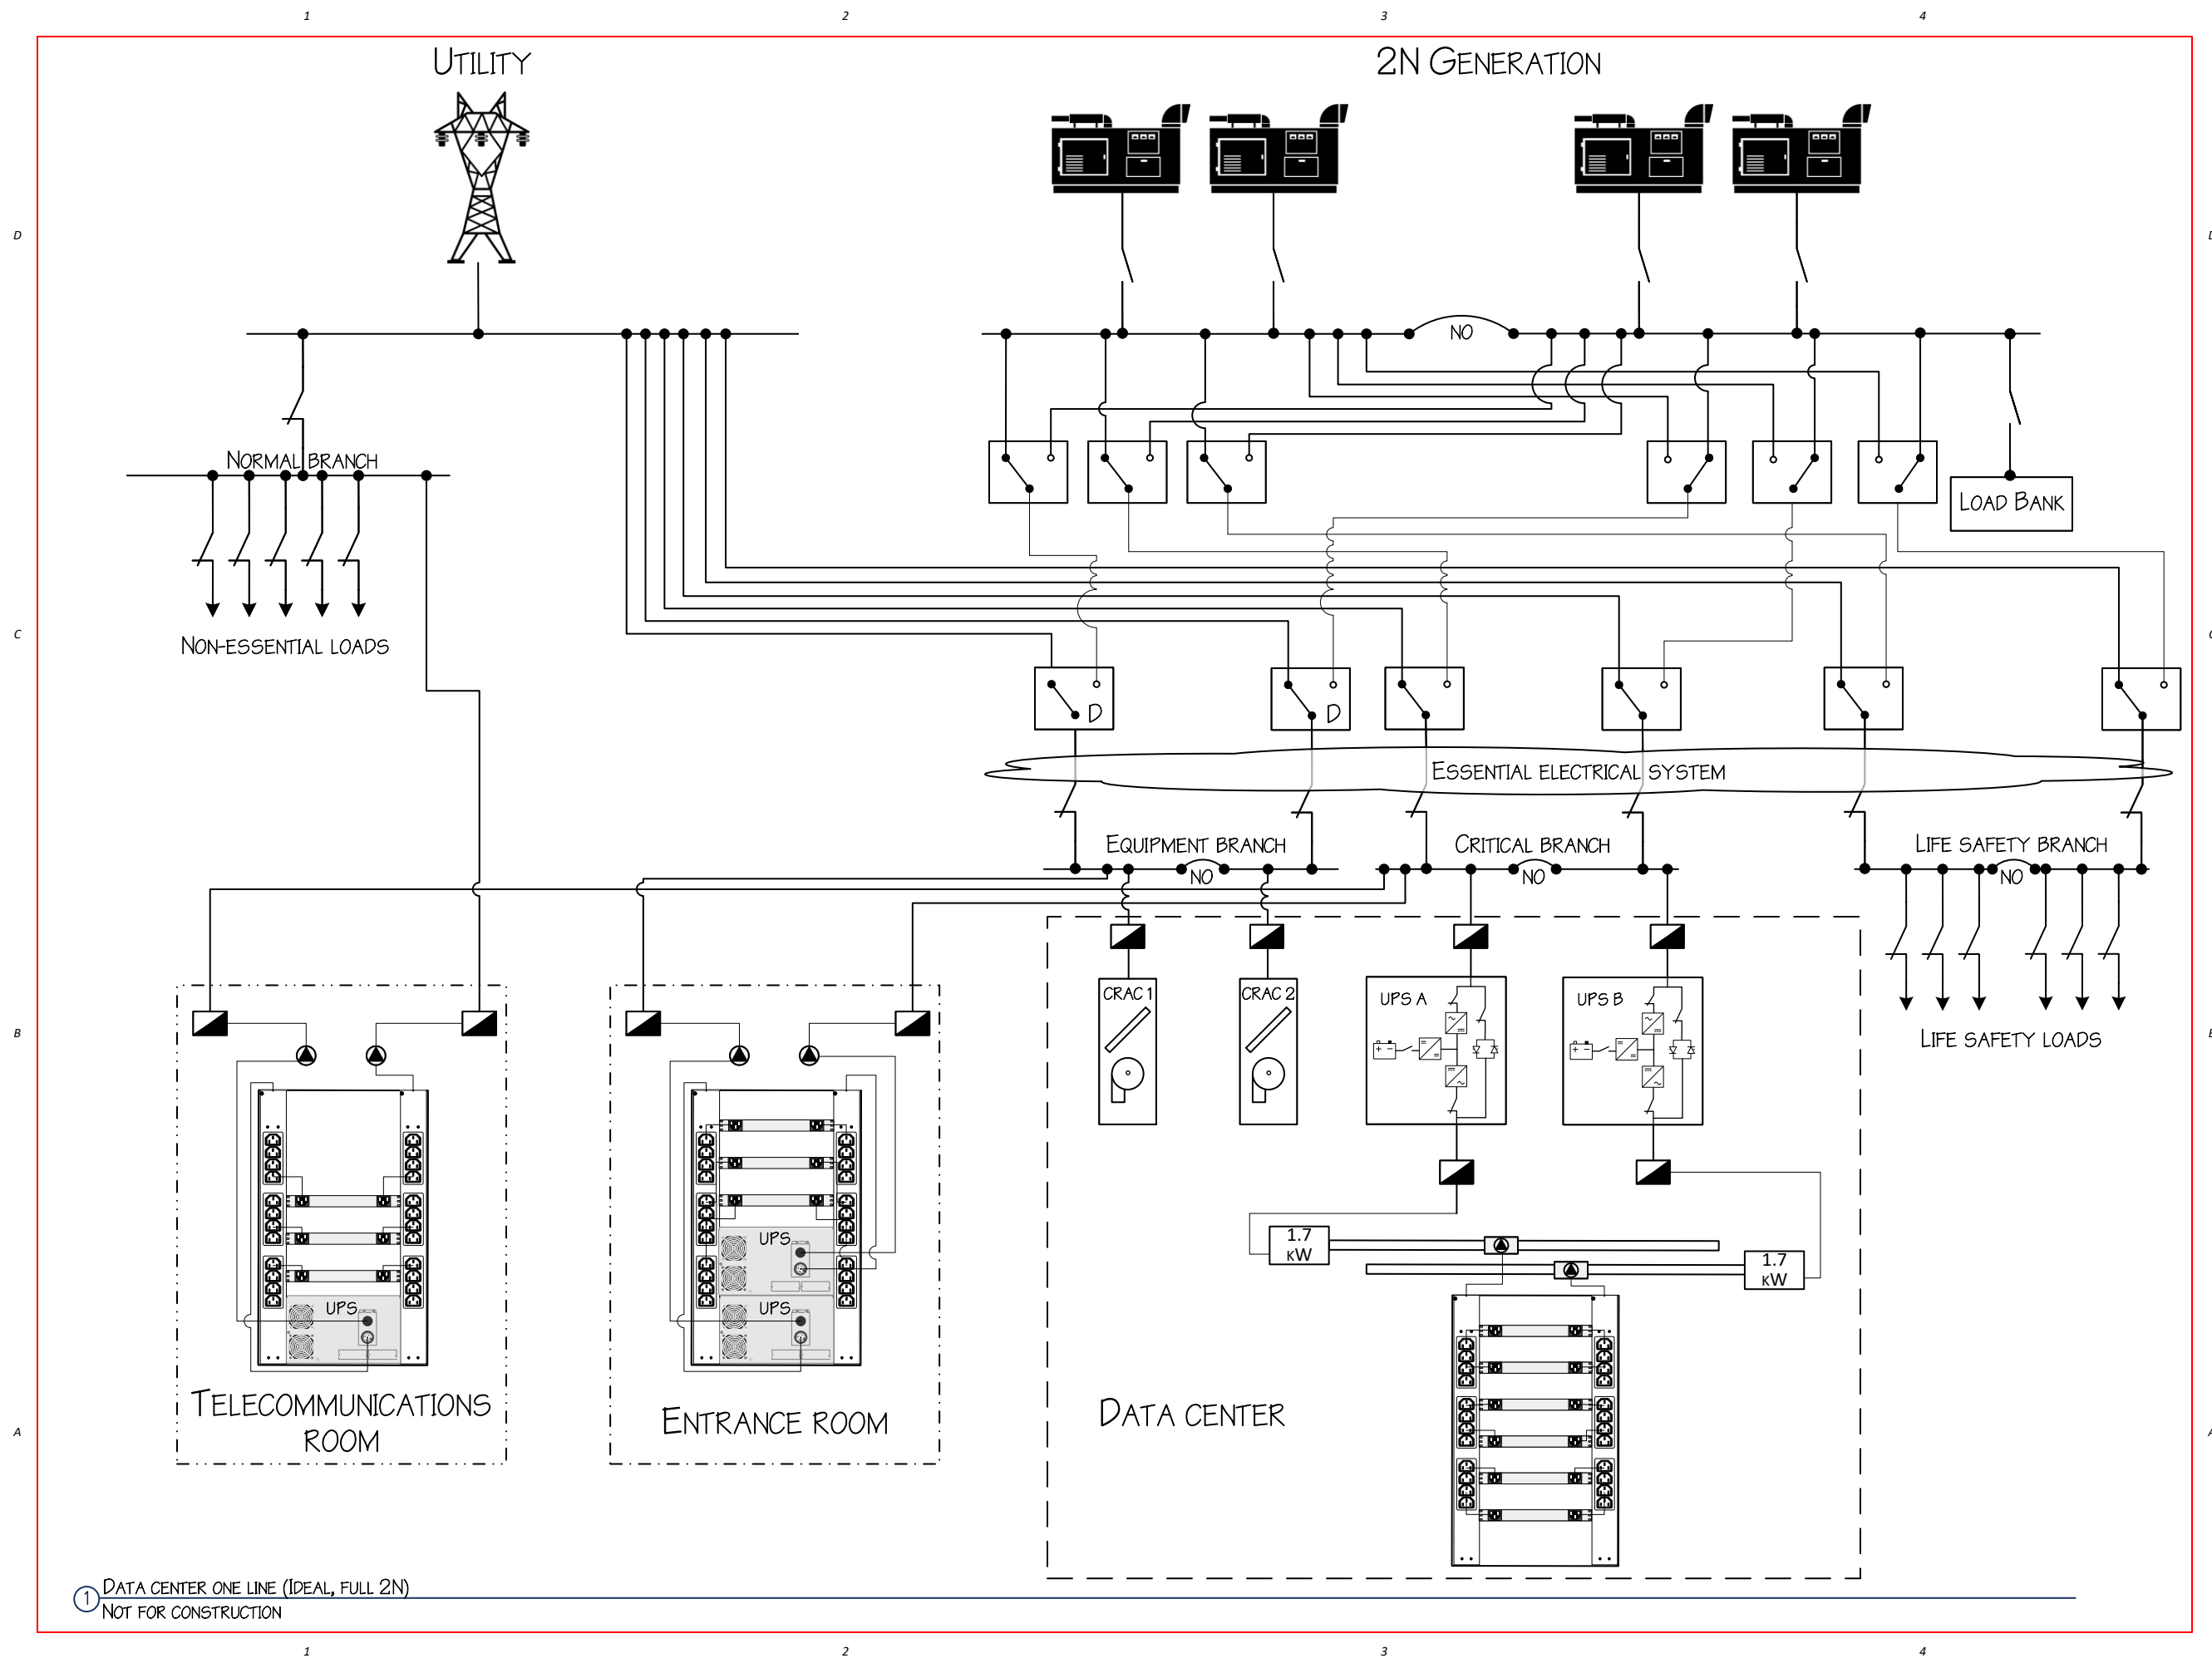 1 2 3 4
UTILITY
2N GENERATION
D D
NO
NORMAL BRANCH
LOAD BANK
C C
NON-ESSENTIAL LOADS
D D
ESSENTIAL ELECTRICAL SYSTEM
EQUIPMENT BRANCH
CRITICAL BRANCH
LIFE SAFETY BRANCH
NO
NO
NO
CRAC 1
CRAC 2
UPS A
UPS B
B B
LIFE SAFETY LOADS
UPS
UPS
UPS
1.7
KW
1.7
KW
TELECOMMUNICATIONS
ROOM
ENTRANCE ROOM
DATA CENTER
A A
1
DATA CENTER ONE LINE (IDEAL, FULL 2N)
NOT FOR CONSTRUCTION
1 2 3 4